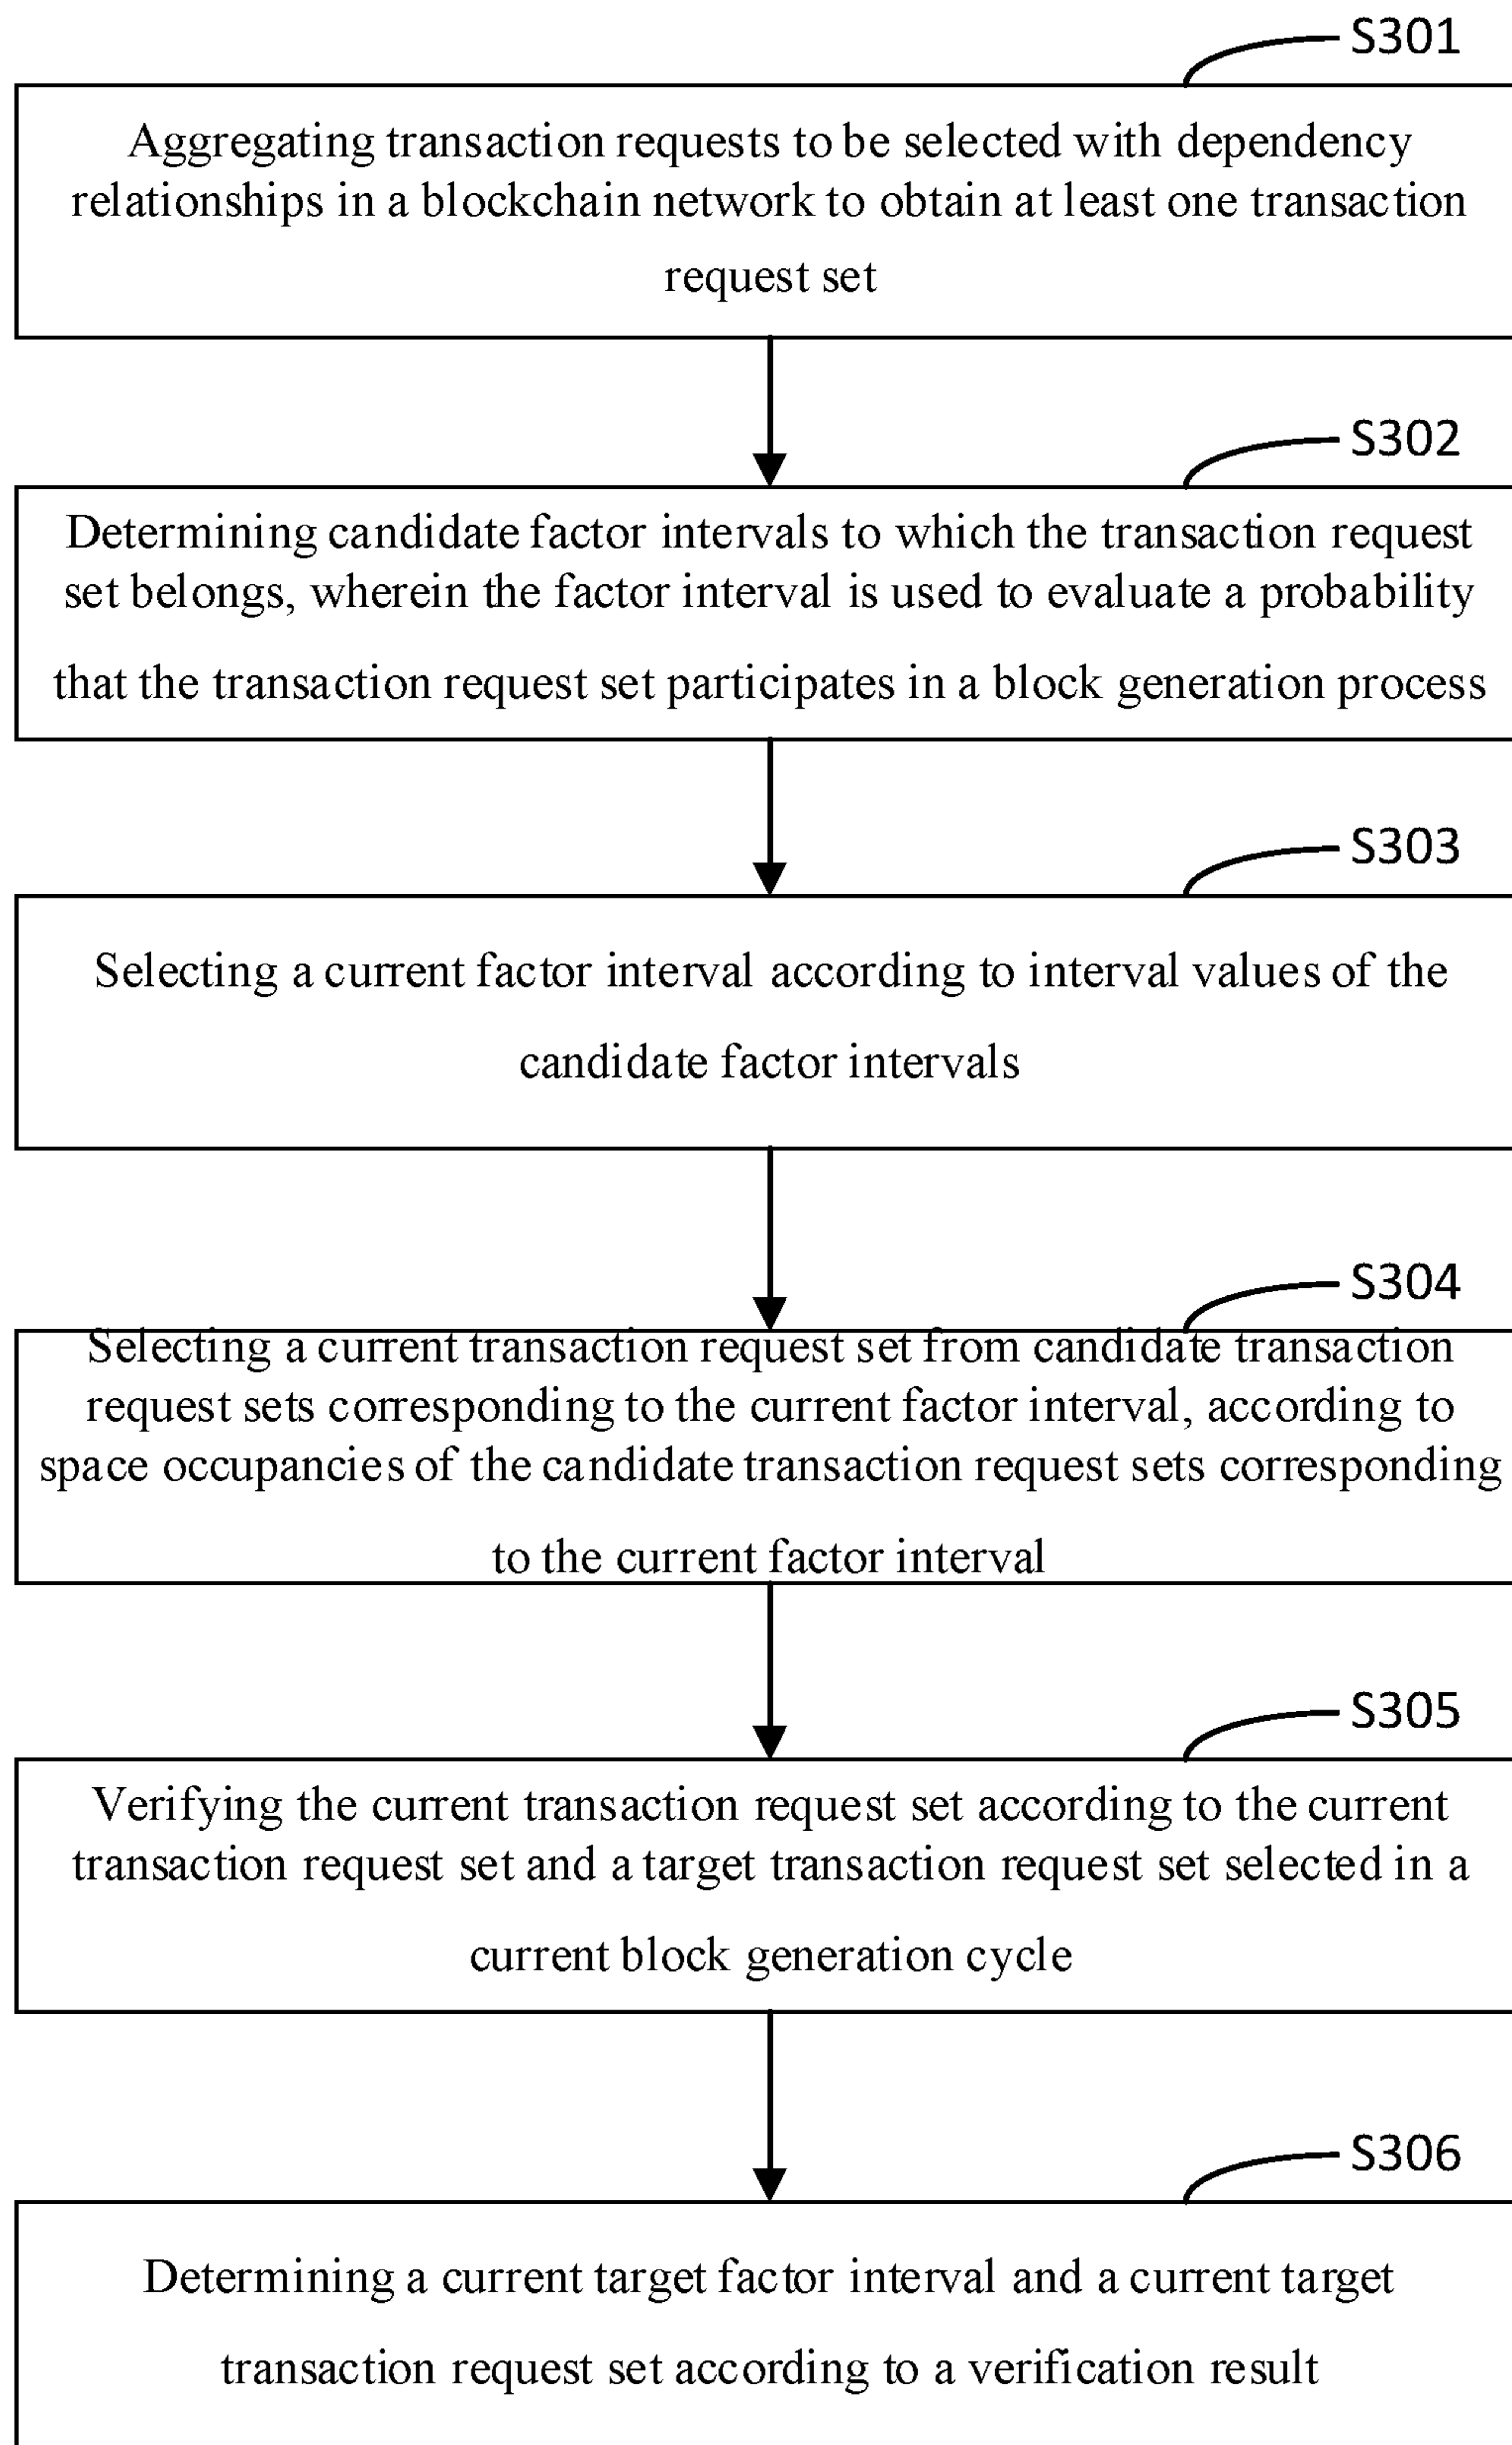 S301
Aggregating transaction requests to be selected with dependency
relationships in a blockchain network to obtain at least one transaction
request set
S302
Determining candidate factor intervals to which the transaction request
set belongs, wherein the factor interval is used to evaluate a probability
that the transaction request set participates in a block generation process
S303
Selecting a current factor interval according to interval values of the
candidate factor intervals
S304
Selecting a current transaction request set from candidate transaction
request sets corresponding to the current factor interval, according to
space occupancies of the candidate transaction request sets corresponding
to the current factor interval
S305
Verifying the current transaction request set according to the current
transaction request set and a target transaction request set selected in a
current block generation cycle
S306
Determining a current target factor interval and a current target
transaction request set according to a verification result